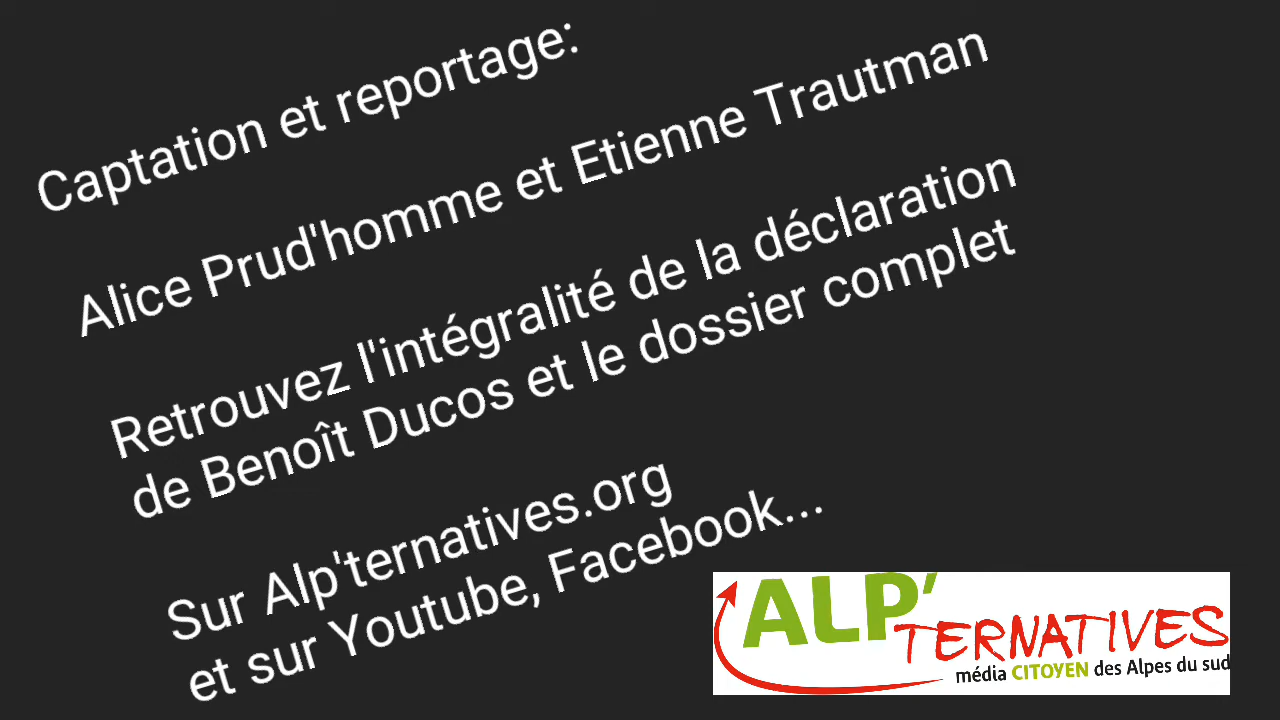 Captation et reportage:
Alice Prud'homme et Etienne Trautman
Retrouvez l'intégralité de la déclaration
de Benoît Ducos et le dossier complet
Sur Alp'ternatives.org
et sur Youtube, Facebook...
ALP'TERNATIVES
média CITOYEN des Alpes du sud